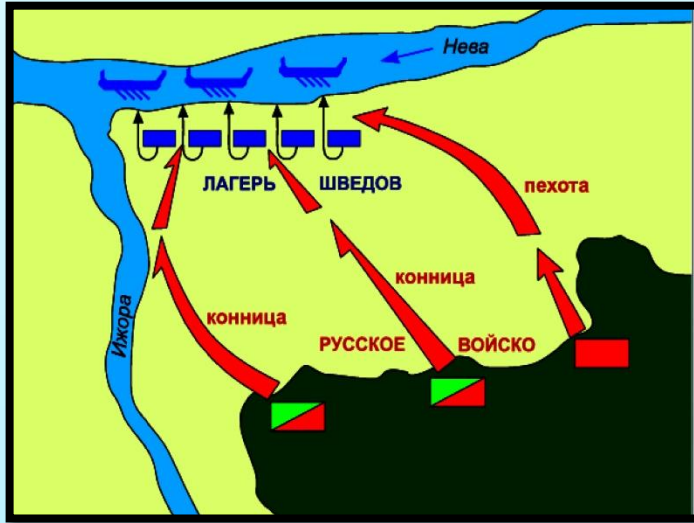 Нева
ЛАГЕРЬ ШВЕДОВ
пехота
конница
Ижора
конница
РУССКОЕ ВОЙСКО